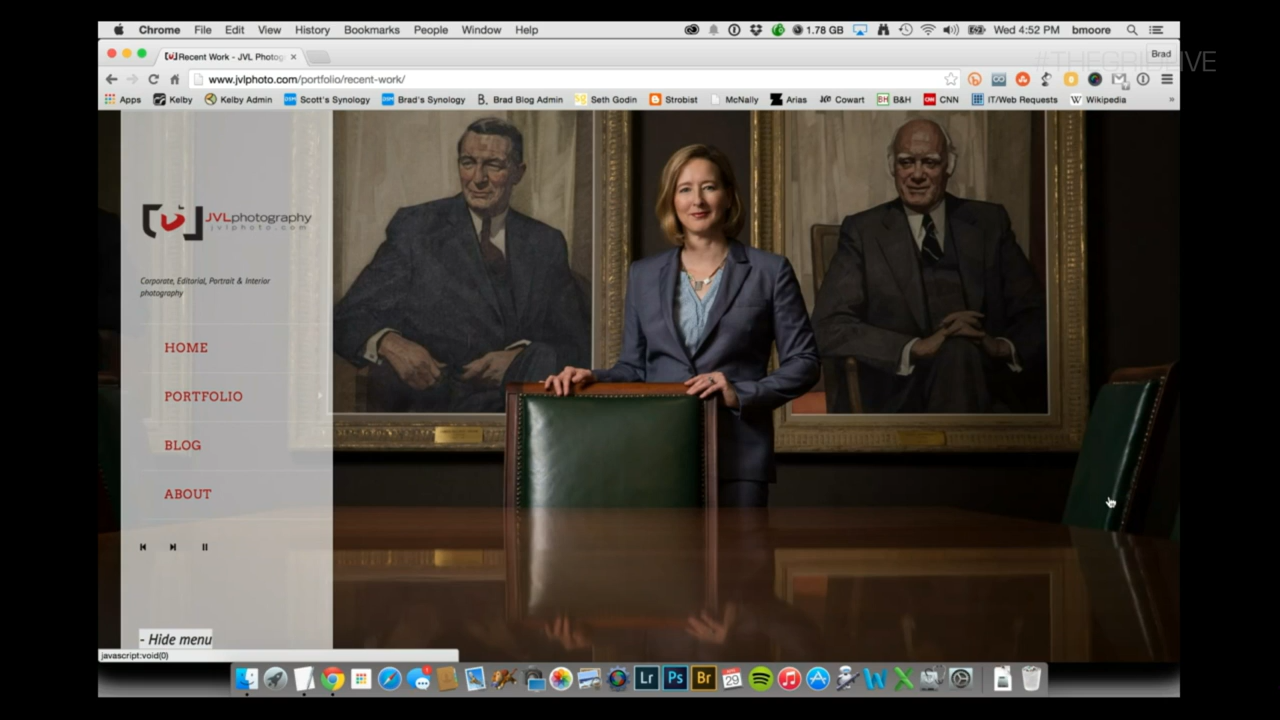 Chrome File Edit View History Bookmarks People Window Help 1.78 GB Wed 4:52 PM bmoore
Recent Work - JVL Photog
Brad
#THEGRIDLIVE
www.jvlphoto.com/portfolio/recent-work/
Apps Kelby Kelby Admin Scott's Synology Brad's Synology B. Brad Blog Admin Seth Godin Strobist McNally Arias Cowart BH B&H CNN IT/Web Requests W Wikipedia »
JVLphotography
jvlphoto.com
Corporate, Editorial, Portrait & Interior
photography
HOME
PORTFOLIO
BLOG
ABOUT
- Hide menu
javascript:void(0)
Lr Ps Br 29